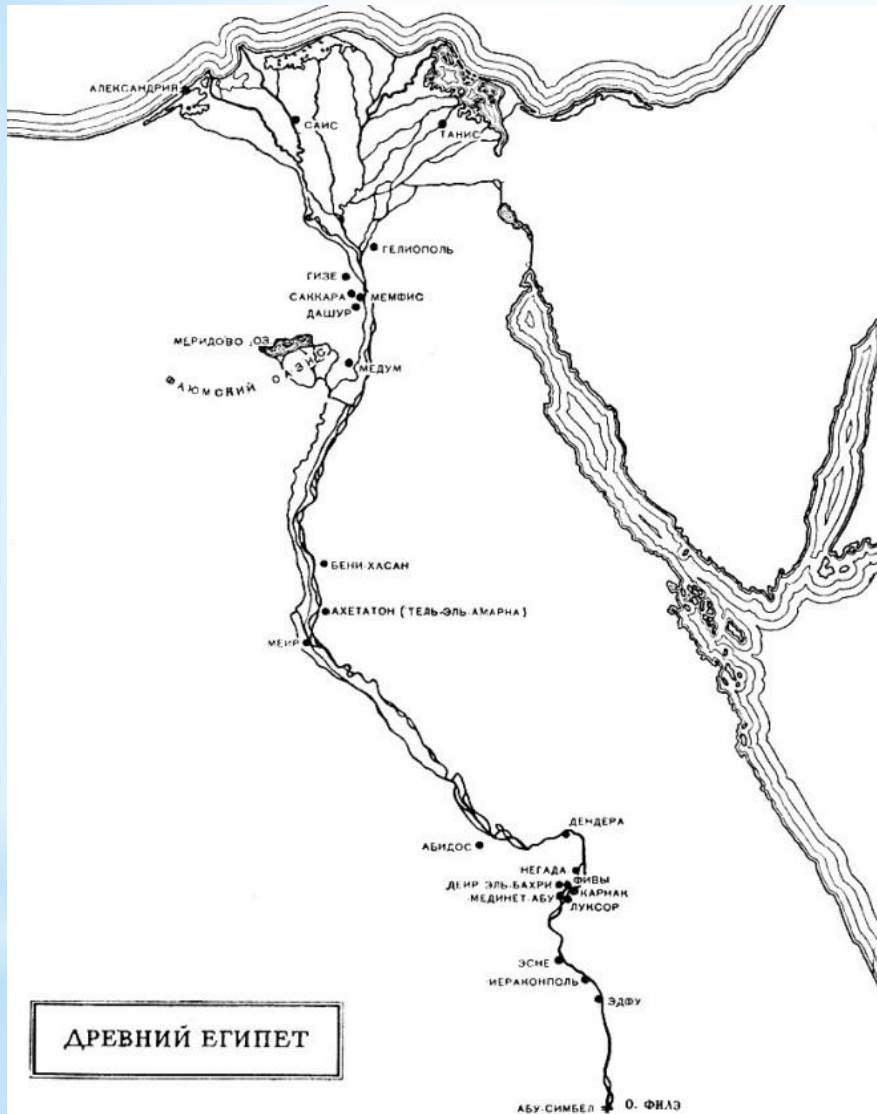 АЛЕКСАНДРИЯ
САИС
ТАНИС
ГЕЛИОПОЛЬ
ГИЗЕ
САККАРА
МЕМФИС
ДАШУР
МЕРИДОВО ОЗ.
МЕДУМ
ФАЮМСКИЙ ОАЗИС
БЕНИ-ХАСАН
АХЕТАТОН (ТЕЛЬ-ЭЛЬ-АМАРНА)
МЕИР
ДЕНДЕРА
АБИДОС
НЕГАДА
ДЕИР ЭЛЬ-БАХРИ
ФИВЫ
КАРНАК
МЕДИНЕТ-АБУ
ЛУКСОР
ЭСНЕ
ИЕРАКОНПОЛЬ
ЭДФУ
ДРЕВНИЙ ЕГИПЕТ
АБУ-СИМБЕЛ
О. ФИЛЭ